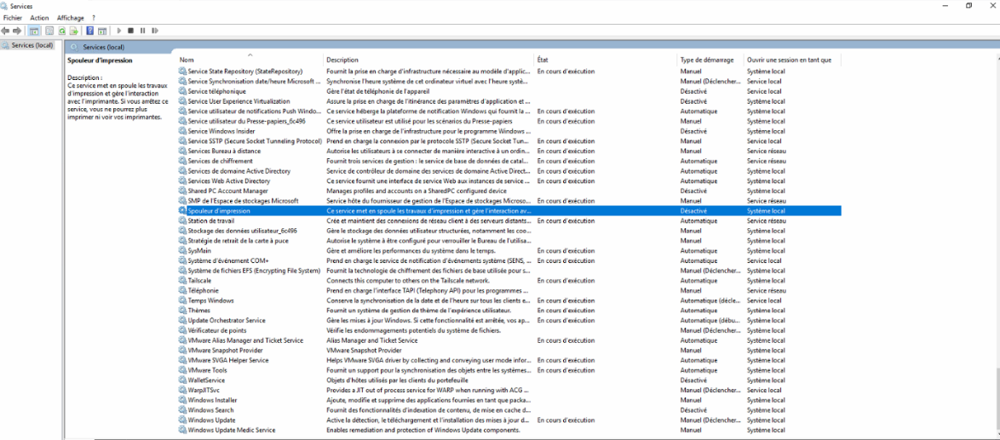 Services
Fichier Action Affichage ?
Services (local)
Services (local)
Spouleur d'impression
Description :
Ce service met en spoule les travaux
d'impression et gère l'interaction
avec l'imprimante. Si vous arrêtez ce
service, vous ne pourrez plus
imprimer ni voir vos imprimantes.
Nom Description État Type de démarrage Ouvrir une session en tant que
Service State Repository (StateRepository) Fournit la prise en charge d'infrastructure nécessaire au modèle d'applic... En cours d'exécution Manuel Système local
Service Synchronisation date/heure Microsoft ... Synchronise l'heure système de cet ordinateur virtuel avec l'heure systè... Manuel (Déclencher... Service local
Service téléphonique Gère l'état de téléphonie de l'appareil Désactivé Service local
Service User Experience Virtualization Assure la prise en charge de l'itinérance des paramètres d'application et ... Désactivé Système local
Service utilisateur de notifications Push Windo... Ce service héberge la plateforme de notification Windows qui fournit la ... En cours d'exécution Automatique Système local
Service utilisateur du Presse-papiers_6c496 Ce service utilisateur est utilisé pour les scénarios du Presse-papiers En cours d'exécution Manuel Système local
Service Windows Insider Offre la prise en charge de l'infrastructure pour le programme Windows ... Désactivé Système local
Service SSTP (Secure Socket Tunneling Protocol) Prend en charge la connexion par le protocole SSTP (Secure Socket Tun... En cours d'exécution Manuel Service local
Services Bureau à distance Autorise les utilisateurs à se connecter de manière interactive à un ordin... En cours d'exécution Manuel Service réseau
Services de chiffrement Fournit trois services de gestion : le service de base de données de catal... En cours d'exécution Automatique Service réseau
Services de domaine Active Directory Service de contrôleur de domaine des services de domaine Active Direct... En cours d'exécution Automatique Système local
Services Web Active Directory Ce service fournit une interface de service Web aux instances de service ... En cours d'exécution Automatique Système local
Shared PC Account Manager Manages profiles and accounts on a SharedPC configured device Désactivé Système local
SMP de l'Espace de stockages Microsoft Service hôte du fournisseur de gestion de l'Espace de stockages Microso... En cours d'exécution Manuel Service réseau
Spouleur d'impression Ce service met en spoule les travaux d'impression et gère l'interaction av... Désactivé Système local
Station de travail Crée et maintient des connexions de réseau client à des serveurs distants... En cours d'exécution Automatique Service réseau
Stockage des données utilisateur_6c496 Gère le stockage des données utilisateur structurées, notamment les coo... Manuel Système local
Stratégie de retrait de la carte à puce Autorise le système à être configuré pour verrouiller le Bureau de l'utilisa... Manuel Système local
SysMain Gère et améliore les performances du système dans le temps. En cours d'exécution Automatique Système local
Système d'événement COM+ Prend en charge le service de notification d'événements système (SENS, ... En cours d'exécution Automatique Service local
Système de fichiers EFS (Encrypting File System) Fournit la technologie de chiffrement des fichiers de base utilisée pour s... Manuel (Déclencher... Système local
Tailscale Connects this computer to others on the Tailscale network. En cours d'exécution Automatique Système local
Téléphonie Prend en charge l'interface TAPI (Telephony API) pour les programmes ... Manuel Service réseau
Temps Windows Conserve la synchronisation de la date et de l'heure sur tous les clients e... En cours d'exécution Automatique (décle... Service local
Thèmes Fournit un système de gestion de thème de l'expérience utilisateur. En cours d'exécution Automatique Système local
Update Orchestrator Service Gère les mises à jour Windows. Si cette fonctionnalité est arrêtée, vos ap... En cours d'exécution Automatique (débu... Système local
Vérificateur de points Vérifie les endommagements potentiels du système de fichiers. Manuel (Déclencher... Système local
VMware Alias Manager and Ticket Service Alias Manager and Ticket Service En cours d'exécution Automatique Système local
VMware Snapshot Provider VMware Snapshot Provider Manuel Système local
VMware SVGA Helper Service Helps VMware SVGA driver by collecting and conveying user mode infor... En cours d'exécution Automatique Système local
VMware Tools Fournit un support pour la synchronisation des objets entre les systèmes... En cours d'exécution Automatique Système local
WalletService Objets d'hôtes utilisés par les clients du portefeuille Désactivé Système local
WarpJITSvc Provides a JIT out of process service for WARP when running with ACG ... Manuel (Déclencher... Service local
Windows Installer Ajoute, modifie et supprime des applications fournies en tant que packa... Manuel Système local
Windows Search Fournit des fonctionnalités d'indexation de contenu, de mise en cache d... Désactivé Système local
Windows Update Active la détection, le téléchargement et l'installation des mises à jour d... En cours d'exécution Manuel (Déclencher... Système local
Windows Update Medic Service Enables remediation and protection of Windows Update components. Manuel Système local